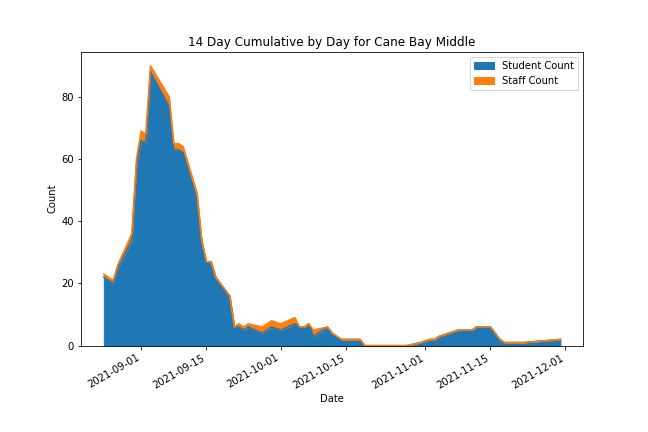 14 Day Cumulative by Day for Cane Bay Middle
Student Count
Staff Count
80
60
40
20
0
Count
2021-09-01
2021-09-15
2021-10-01
2021-10-15
2021-11-01
2021-11-15
2021-12-01
Date